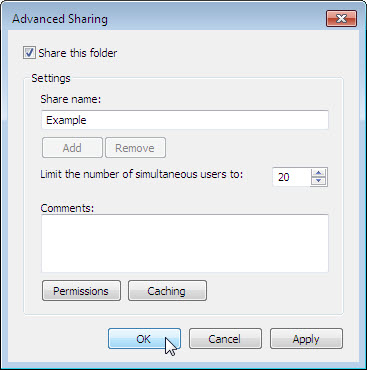 Advanced Sharing
Share this folder
Settings
Share name:
Example
Add Remove
Limit the number of simultaneous users to: 20
Comments:
Permissions Caching
OK Cancel Apply